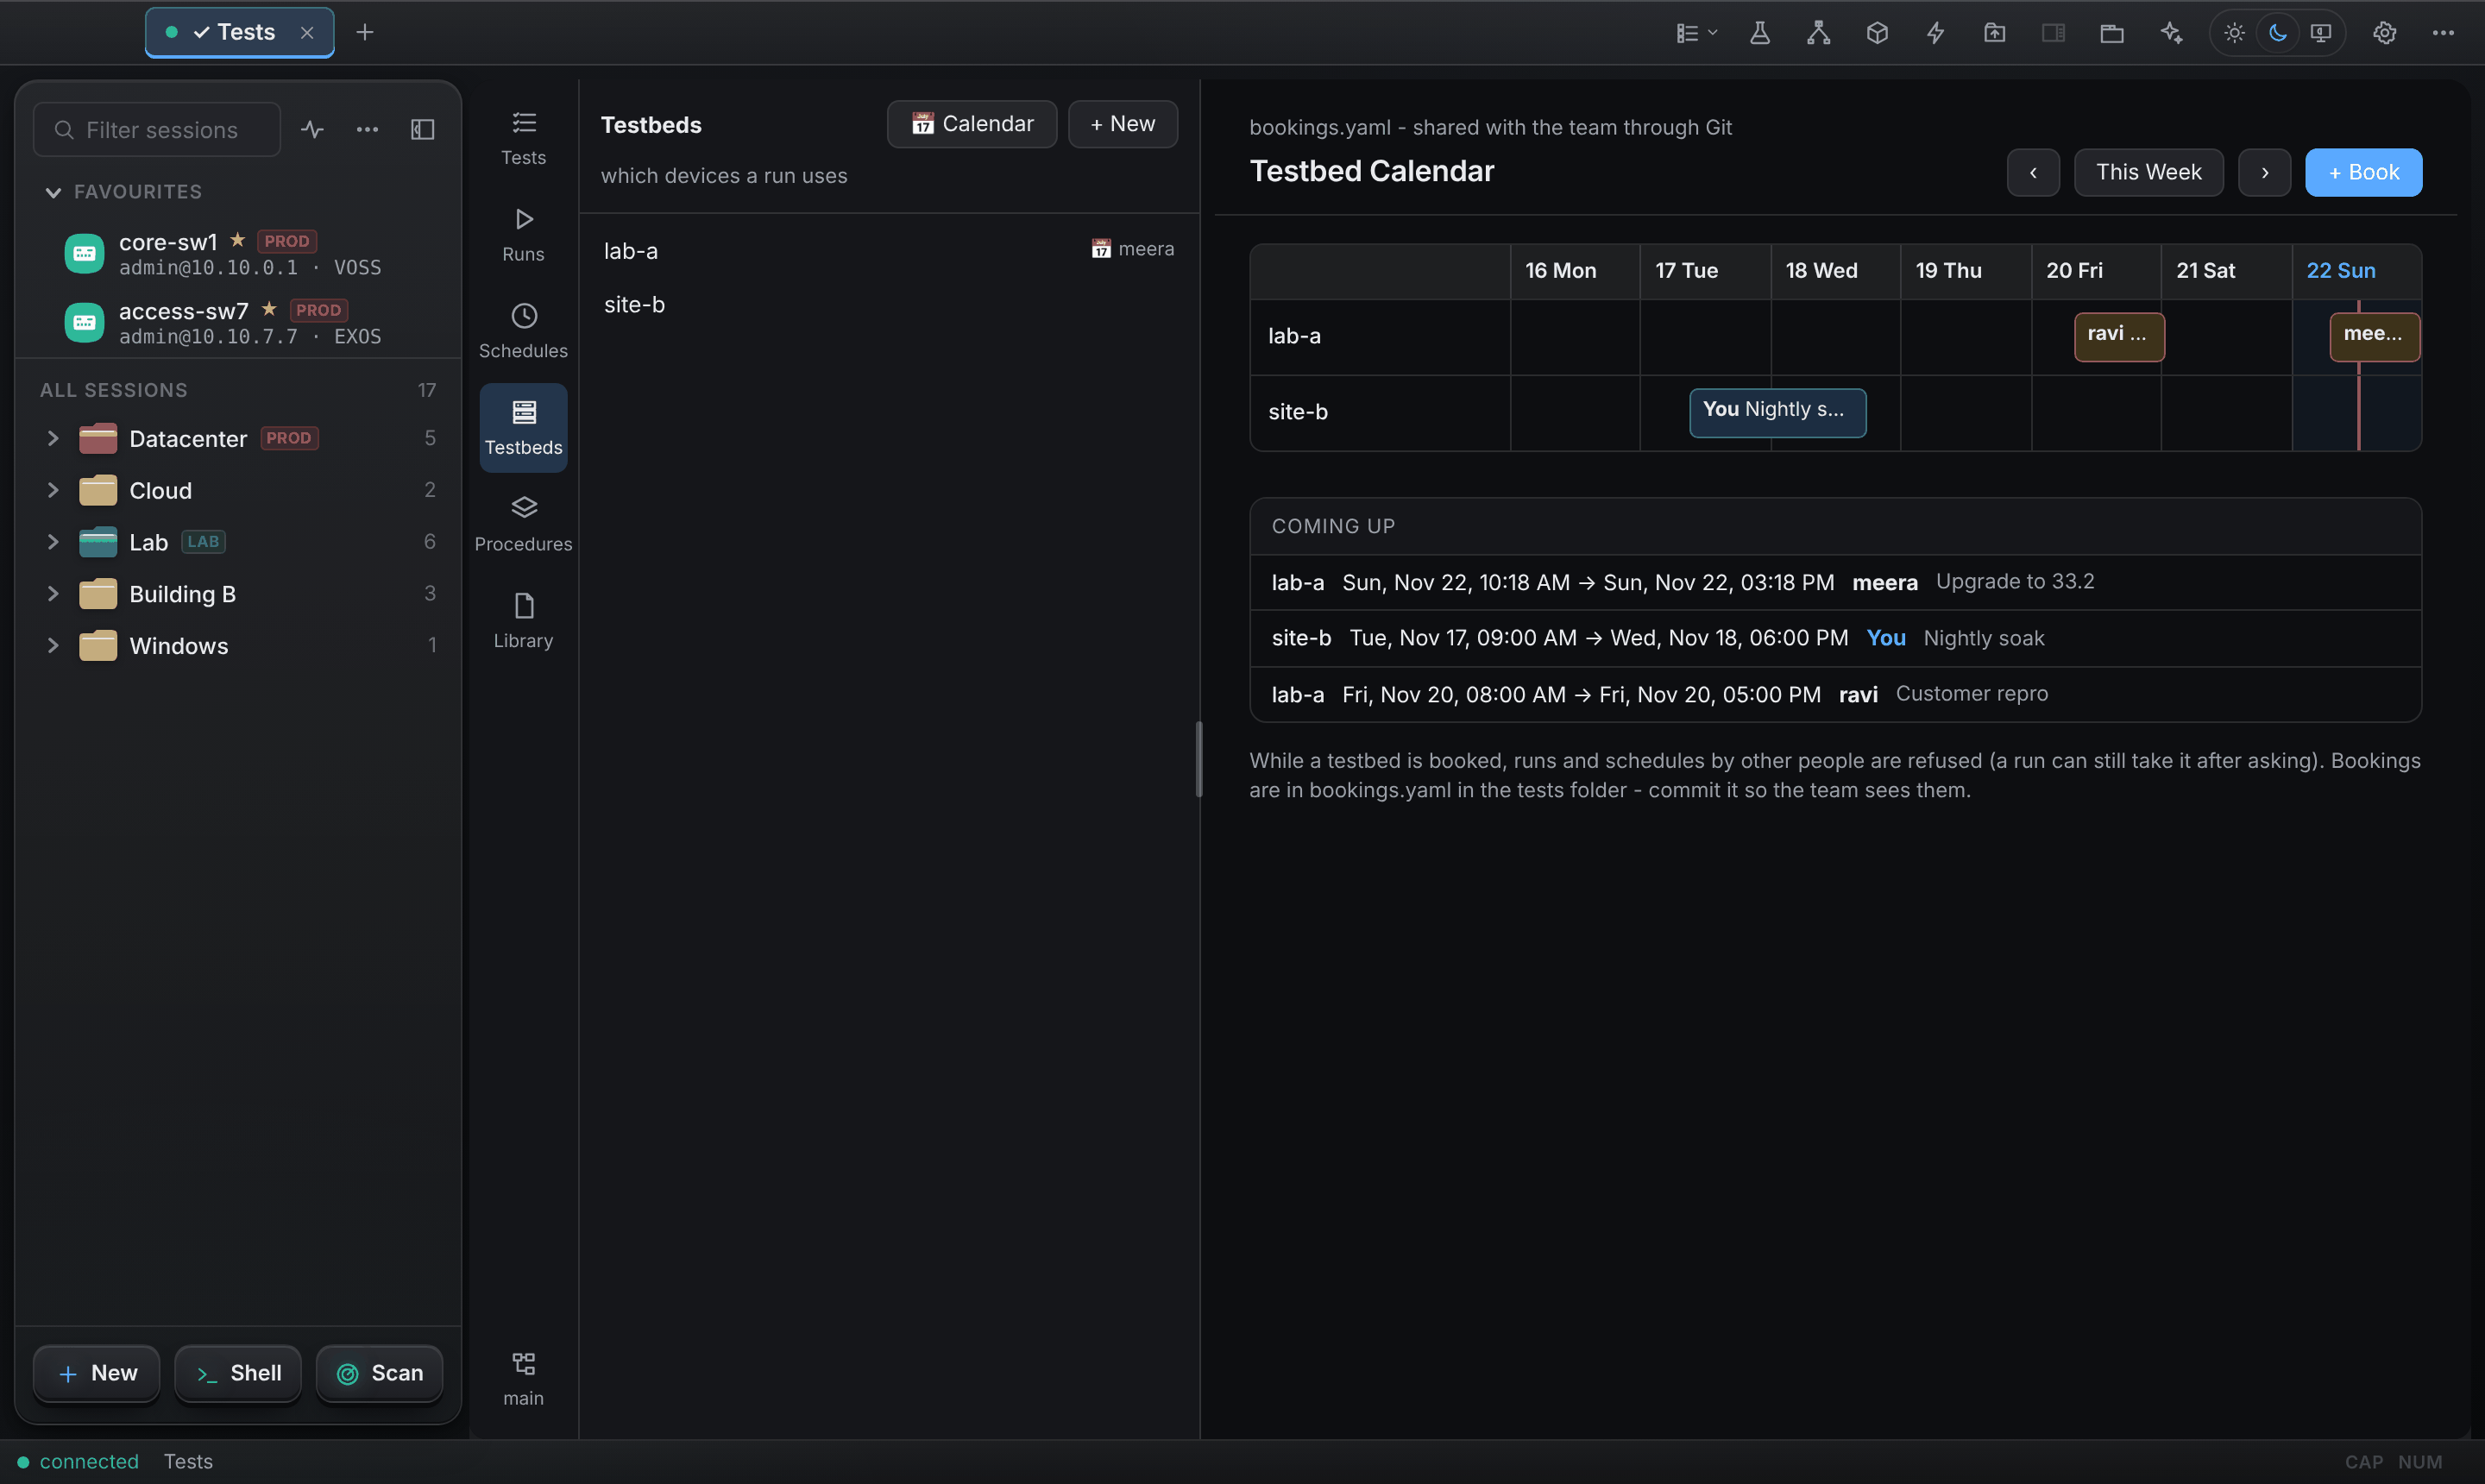 ✓ Tests
Filter sessions
FAVOURITES
core-sw1 ★ PROD
admin@10.10.0.1 · VOSS
access-sw7 ★ PROD
admin@10.10.7.7 · EXOS
ALL SESSIONS 17
Datacenter PROD 5
Cloud 2
Lab LAB 6
Building B 3
Windows 1
+ New
>_ Shell
Scan
Tests
Runs
Schedules
Testbeds
Procedures
Library
main
Testbeds
📅 Calendar
+ New
which devices a run uses
lab-a 📅 meera
site-b
bookings.yaml - shared with the team through Git
Testbed Calendar
‹ This Week › + Book
16 Mon 17 Tue 18 Wed 19 Thu 20 Fri 21 Sat 22 Sun
lab-a ravi ... mee...
site-b You Nightly s...
COMING UP
lab-a Sun, Nov 22, 10:18 AM → Sun, Nov 22, 03:18 PM meera Upgrade to 33.2
site-b Tue, Nov 17, 09:00 AM → Wed, Nov 18, 06:00 PM You Nightly soak
lab-a Fri, Nov 20, 08:00 AM → Fri, Nov 20, 05:00 PM ravi Customer repro
While a testbed is booked, runs and schedules by other people are refused (a run can still take it after asking). Bookings
are in bookings.yaml in the tests folder - commit it so the team sees them.
connected Tests
CAP NUM